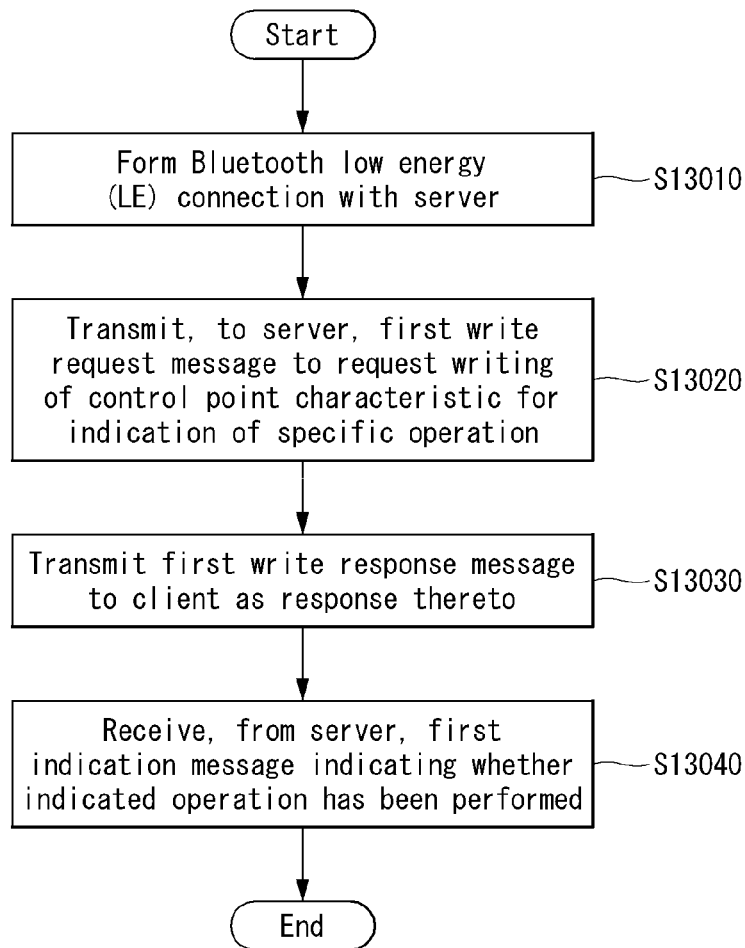 Start
Form Bluetooth low energy
(LE) connection with server
S13010
Transmit, to server, first write
request message to request writing
of control point characteristic for
indication of specific operation
S13020
Transmit first write response message
to client as response thereto
S13030
Receive, from server, first
indication message indicating whether
indicated operation has been performed
S13040
End